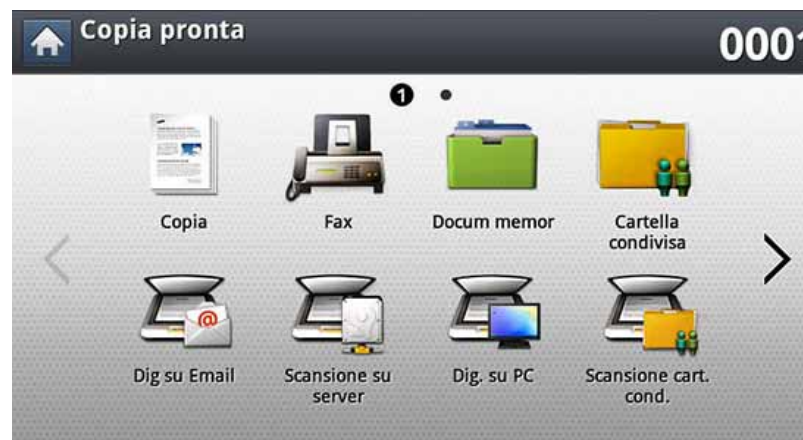 Copia pronta
0001
1
Copia
Fax
Docum memor
Cartella
condivisa
Dig su Email
Scansione su
server
Dig. su PC
Scansione cart.
cond.